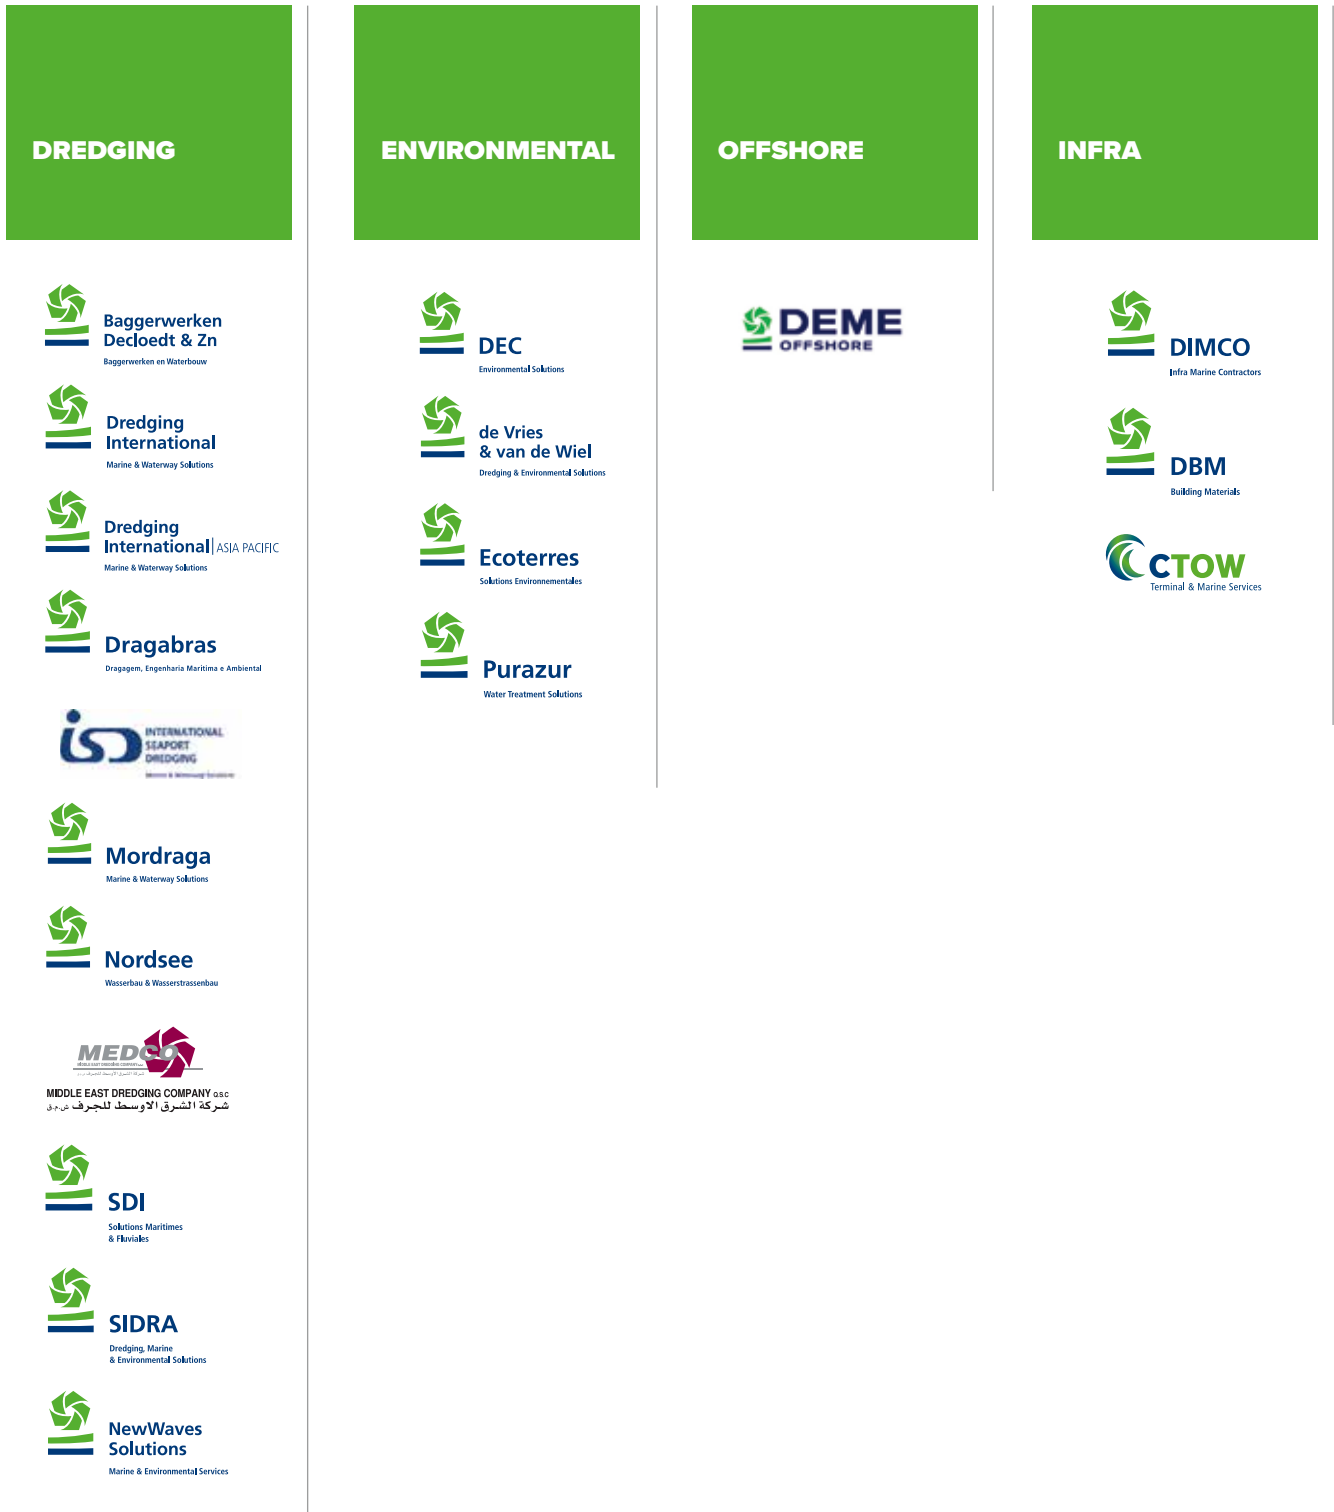 DREDGING
Baggerwerken
Decloedt & Zn
Baggerwerken en Waterbouw
Dredging
International
Marine & Waterway Solutions
Dredging
International | ASIA PACIFIC
Marine & Waterway Solutions
Dragabras
Dragagem, Engenharia Maritima e Ambiental
isd INTERNATIONAL
SEAPORT
DREDGING
Marine & Waterway Solutions
Mordraga
Marine & Waterway Solutions
Nordsee
Wasserbau & Wasserstrassenbau
MEDCO
MIDDLE EAST DREDGING COMPANY Q.S.C
شركة الشرق الاوسط للجرف ش.م.ق
SDI
Solutions Maritimes
& Fluviales
SIDRA
Dredging, Marine
& Environmental Solutions
NewWaves
Solutions
Marine & Environmental Services
ENVIRONMENTAL
DEC
Environmental Solutions
de Vries
& van de Wiel
Dredging & Environmental Solutions
Ecoterres
Solutions Environnementales
Purazur
Water Treatment Solutions
OFFSHORE
DEME
OFFSHORE
INFRA
DIMCO
Infra Marine Contractors
DBM
Building Materials
CTOW
Terminal & Marine Services